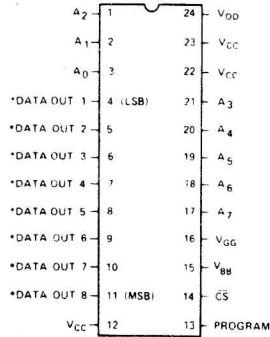 A2 1 24 VDD
A1 2 23 VCC
A0 3 22 VCC
*DATA OUT 1 4 (LSB) 21 A3
*DATA OUT 2 5 20 A4
*DATA OUT 3 6 19 A5
*DATA OUT 4 7 18 A6
*DATA OUT 5 8 17 A7
*DATA OUT 6 9 16 VGG
*DATA OUT 7 10 15 VBB
*DATA OUT 8 11 (MSB) 14 C̅S̅
VCC 12 13 PROGRAM